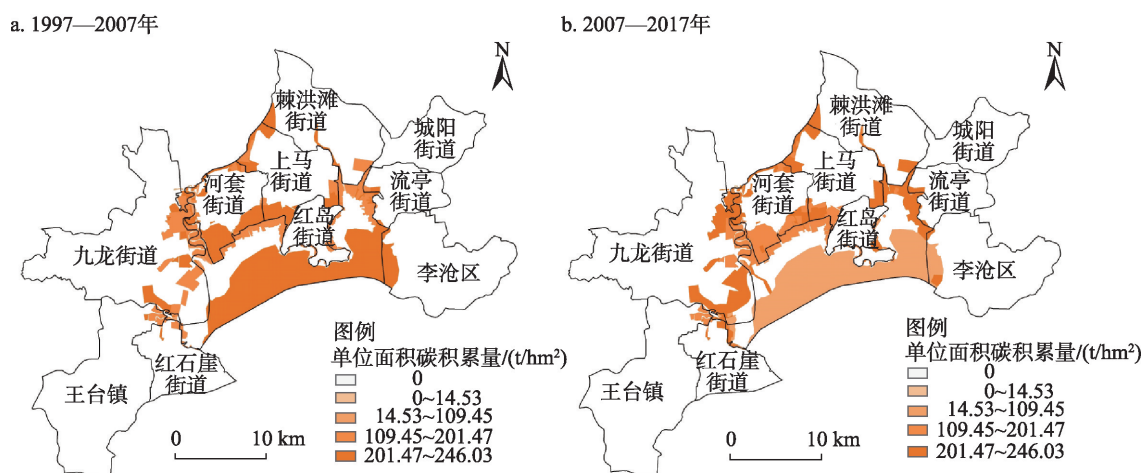 a. 1997—2007年
N
棘洪滩
街道
城阳
街道
上马
街道
流亭
街道
河套
街道
红岛
街道
九龙街道
李沧区
红石崖
街道
王台镇
图例
单位面积碳积累量/(t/hm²)
0
0~14.53
14.53~109.45
109.45~201.47
201.47~246.03
0 10 km
b. 2007—2017年
N
棘洪滩
街道
城阳
街道
上马
街道
流亭
街道
河套
街道
红岛
街道
九龙街道
李沧区
红石崖
街道
王台镇
图例
单位面积碳积累量/(t/hm²)
0
0~14.53
14.53~109.45
109.45~201.47
201.47~246.03
0 10 km